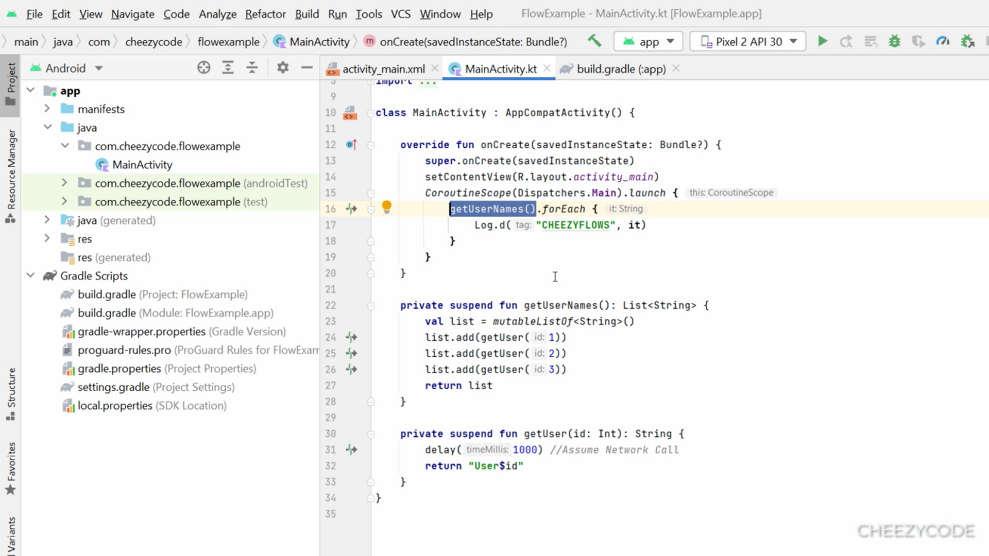 File Edit View Navigate Code Analyze Refactor Build Run Tools VCS Window Help FlowExample - MainActivity.kt [FlowExample.app]
main java com cheezycode flowexample MainActivity onCreate(savedInstanceState: Bundle?) app Pixel 2 API 30
Android activity_main.xml MainActivity.kt build.gradle (:app)
Project
Resource Manager
Structure
Favorites
Variants
app
manifests
java
com.cheezycode.flowexample
MainActivity
com.cheezycode.flowexample (androidTest)
com.cheezycode.flowexample (test)
java (generated)
res
res (generated)
Gradle Scripts
build.gradle (Project: FlowExample)
build.gradle (Module: FlowExample.app)
gradle-wrapper.properties (Gradle Version)
proguard-rules.pro (ProGuard Rules for FlowExam
gradle.properties (Project Properties)
settings.gradle (Project Settings)
local.properties (SDK Location)
import ...
9
10 class MainActivity : AppCompatActivity() {
11
12 override fun onCreate(savedInstanceState: Bundle?) {
13 super.onCreate(savedInstanceState)
14 setContentView(R.layout.activity_main)
15 CoroutineScope(Dispatchers.Main).launch { this: CoroutineScope
16 getUserNames().forEach { it: String
17 Log.d( tag: "CHEEZYFLOWS", it)
18 }
19 }
20 }
21
22 private suspend fun getUserNames(): List<String> {
23 val list = mutableListOf<String>()
24 list.add(getUser( id: 1))
25 list.add(getUser( id: 2))
26 list.add(getUser( id: 3))
27 return list
28 }
29
30 private suspend fun getUser(id: Int): String {
31 delay( timeMillis: 1000) //Assume Network Call
32 return "User$id"
33 }
34 }
35
CHEEZYCODE